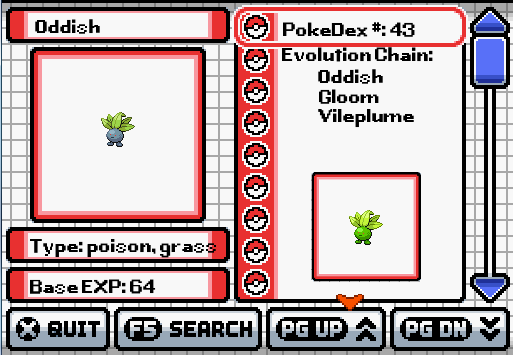 Oddish
PokeDex #: 43
Evolution Chain:
Oddish
Gloom
Vileplume
Type: poison, grass
Base EXP: 64
X QUIT
F5 SEARCH
PG UP
PG DN